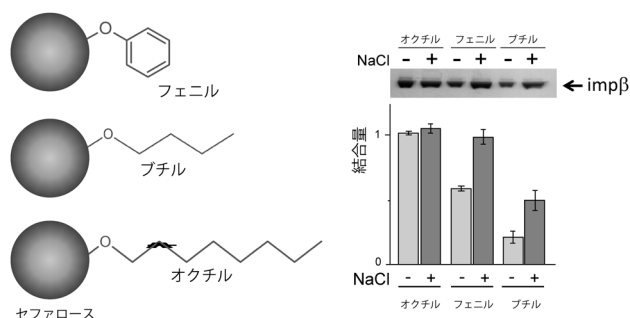 フェニル
ブチル
オクチル
セファロース
オクチル フェニル ブチル
NaCl - + - + - +
impβ
結合量
1
0
NaCl - + - + - +
オクチル フェニル ブチル
O
O
O